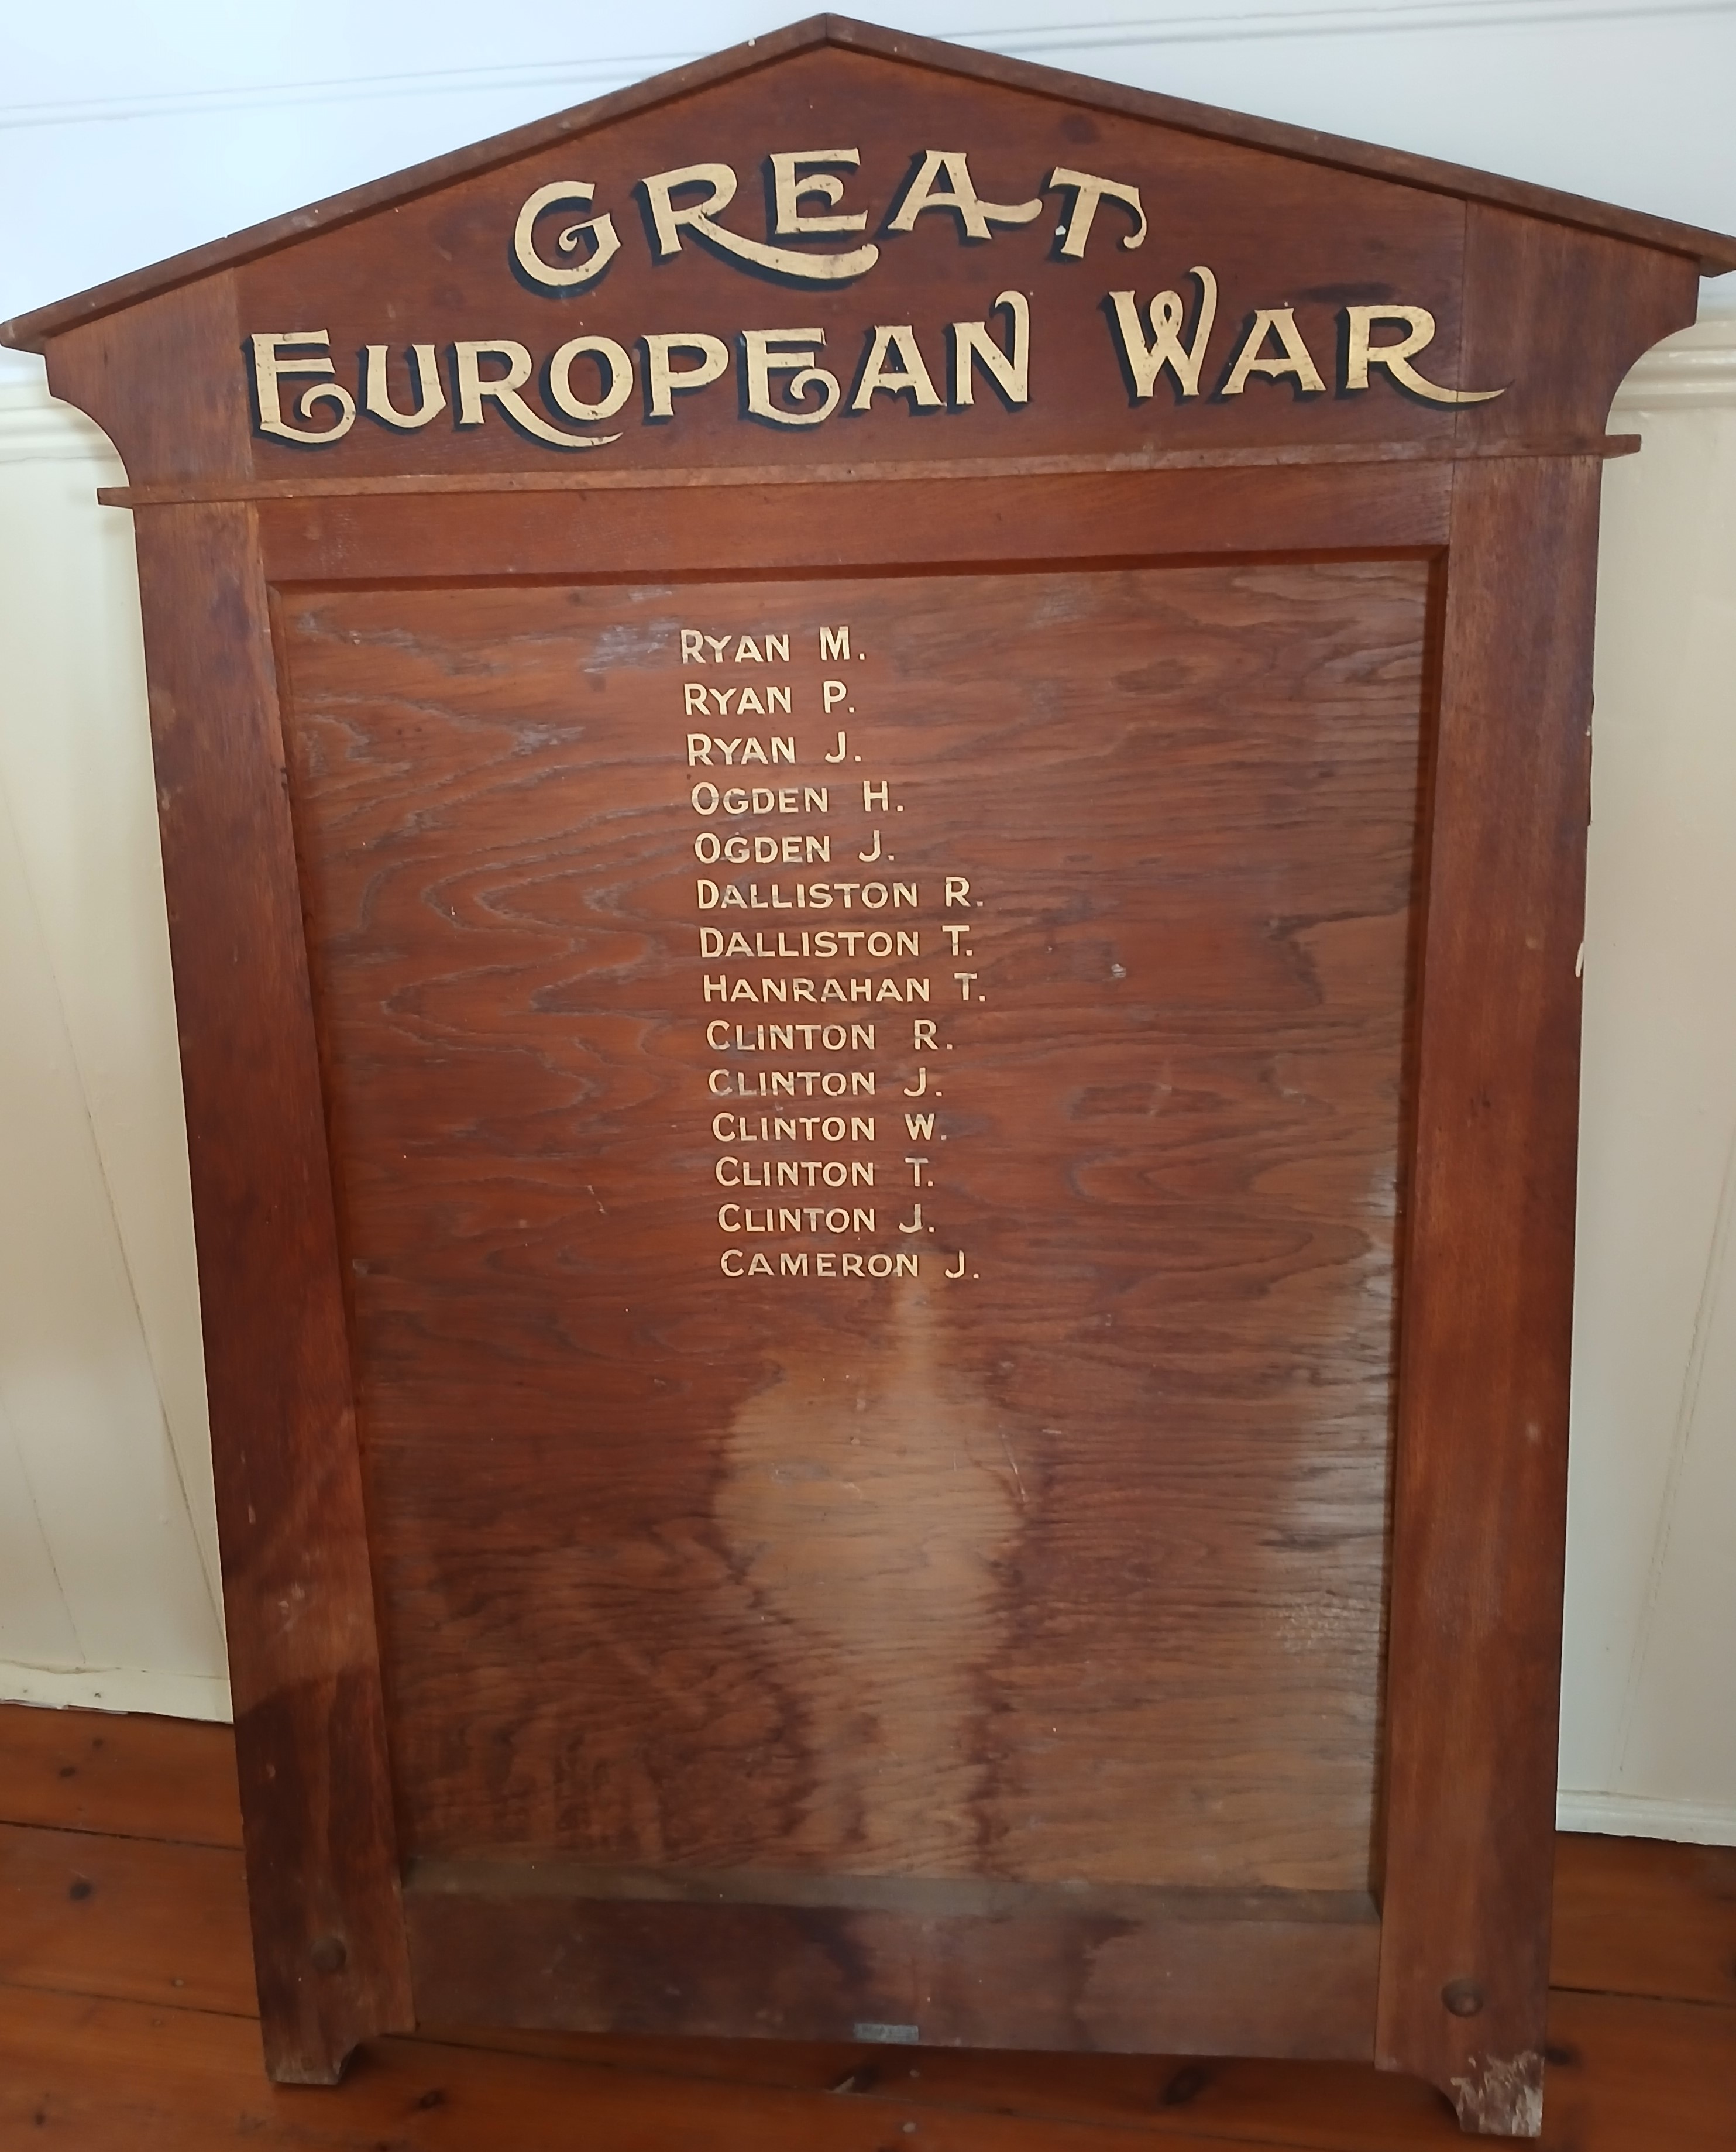 GREAT
EUROPEAN WAR
RYAN M.
RYAN P.
RYAN J.
OGDEN H.
OGDEN J.
DALLISTON R.
DALLISTON T.
HANRAHAN T.
CLINTON R.
CLINTON J.
CLINTON W.
CLINTON T.
CLINTON J.
CAMERON J.